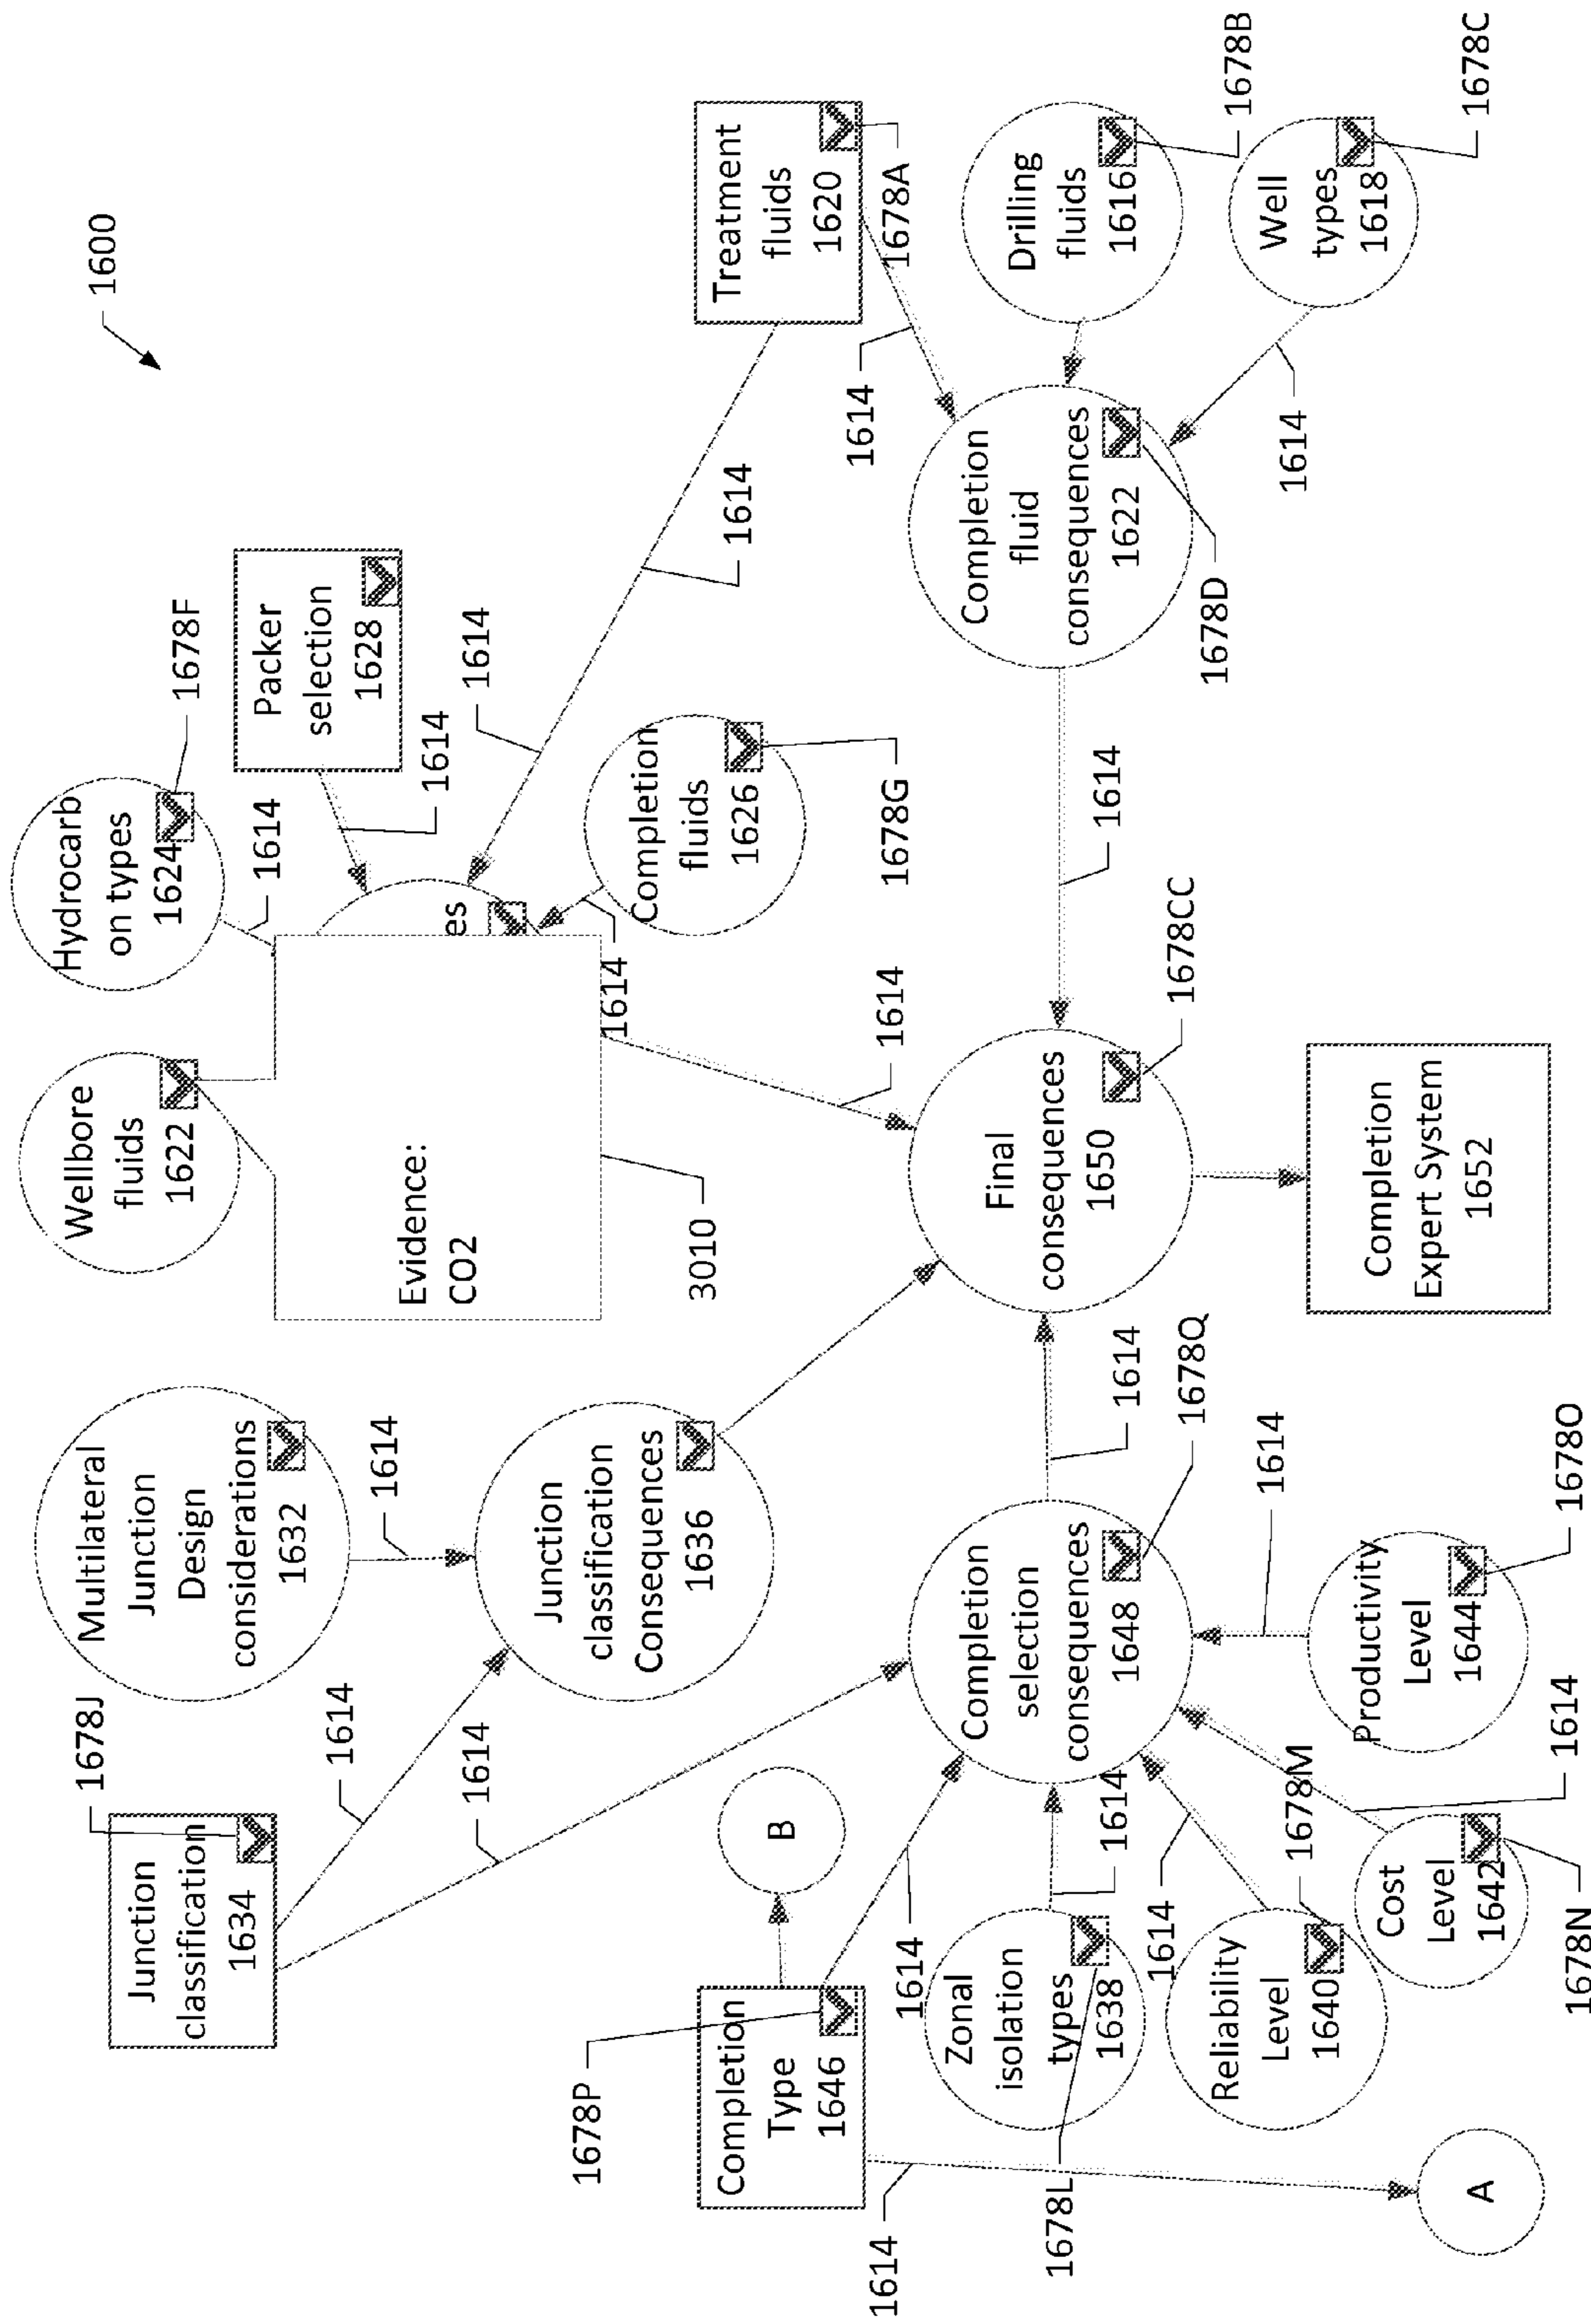 1600
Hydrocarb
on types
1624
1678F
Wellbore
fluids
1622
Multilateral
Junction
Design
considerations
1632
1678J
Junction
classification
1634
Packer
selection
1628
1614
1614
1614
1614
1614
1614
es
Evidence:
CO2
3010
Junction
classification
Consequences
1636
Completion
fluids
1626
1678G
1614
1614
1614
Treatment
fluids
1620
1678A
1614
1678P
Completion
Type
1646
B
1614
1614
Completion
selection
consequences
1648
1678Q
1614
Final
consequences
1650
1678CC
1614
Completion
fluid
consequences
1622
1678D
Drilling
fluids
1616
1678B
Zonal
isolation
types
1638
1678L
1614
1614
Reliability
Level
1640
1678M
1614
1614
Well
types
1618
1678C
1614
Cost
Level
1642
1678N
1614
Productivity
Level
1644
1678O
Completion
Expert System
1652
A